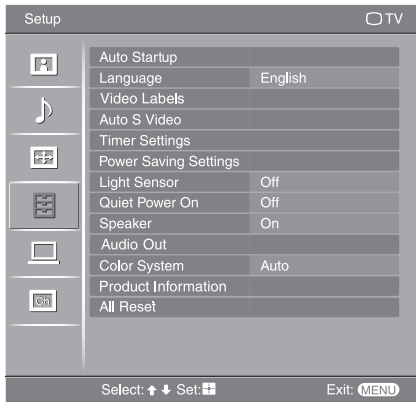 Setup TV
Auto Startup
Language English
Video Labels
Auto S Video
Timer Settings
Power Saving Settings
Light Sensor Off
Quiet Power On Off
Speaker On
Audio Out
Color System Auto
Product Information
All Reset
Ch
Select: Set: Exit: MENU